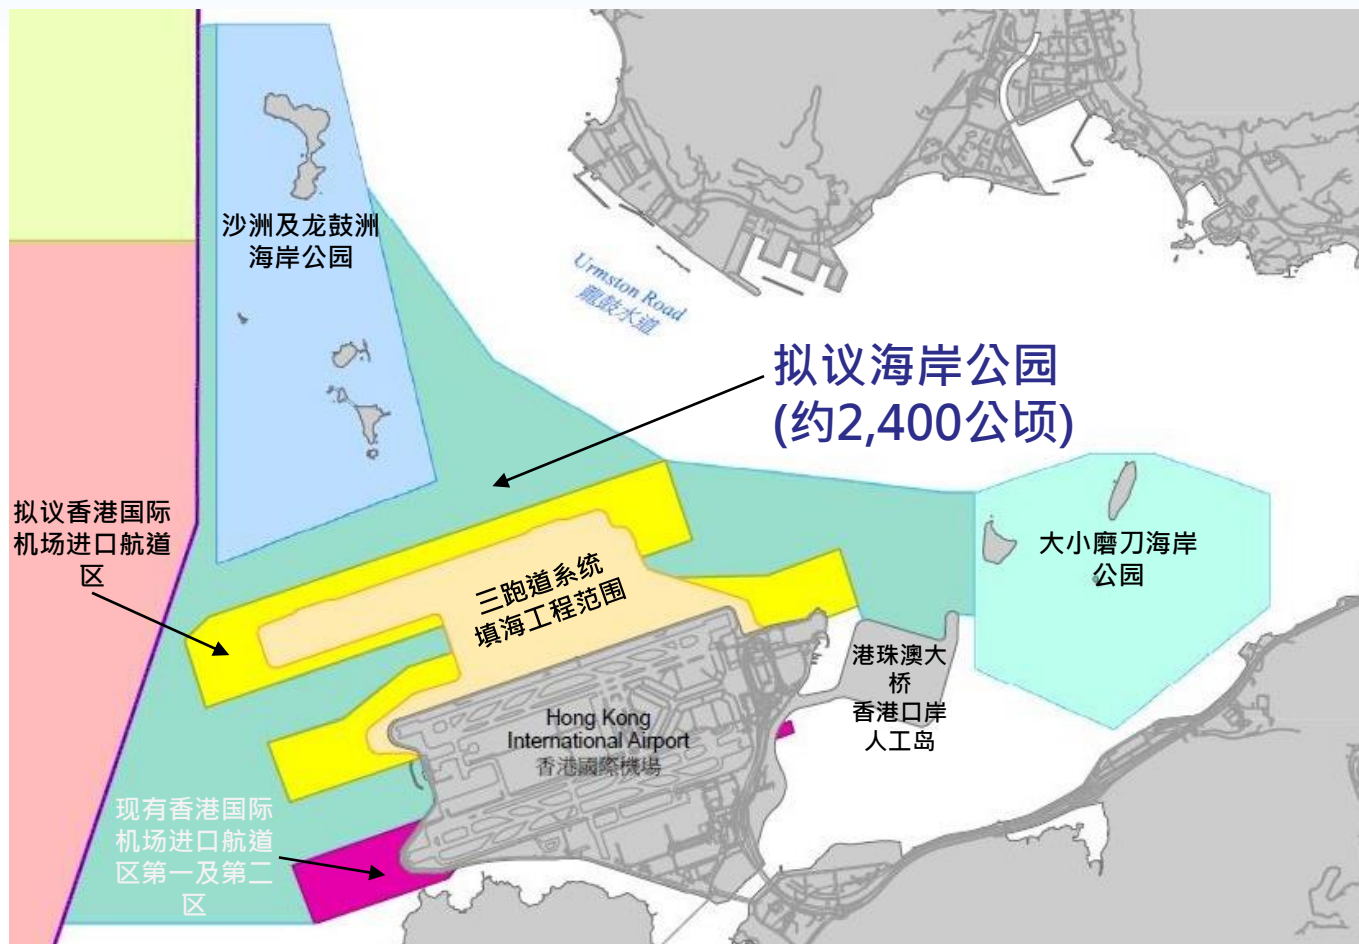 沙洲及龙鼓洲
海岸公园
Urmston Road
龍鼓水道
拟议海岸公园
(约2,400公顷)
拟议香港国际
机场进口航道
区
大小磨刀海岸
公园
三跑道系统
填海工程范围
港珠澳大
桥
香港口岸
人工岛
Hong Kong
International Airport
香港國際機場
现有香港国际
机场进口航道
区第一及第二
区